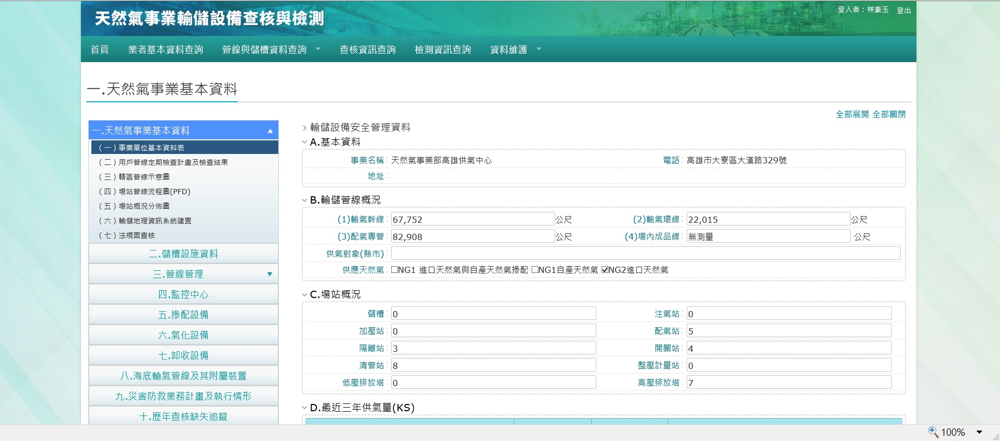 天然氣事業輸儲設備查核與檢測
登入者：林素玉 登出
首頁 業者基本資料查詢 管線與儲槽資料查詢 查核資訊查詢 檢測資訊查詢 資料維護
一.天然氣事業基本資料
全部展開 全部關閉
一.天然氣事業基本資料
(一)事業單位基本資料表
(二)用戶管線定期檢查計畫及檢查結果
(三)轄區管線示意圖
(四)場站管線流程圖(PFD)
(五)場站概況分佈圖
(六)輸儲地理資訊系統建置
(七)法規面查核
二.儲槽設施資料
三.管線管理
四.監控中心
五.摻配設備
六.氣化設備
七.卸收設備
八.海底輸氣管線及其附屬裝置
九.災害防救業務計畫及執行情形
十.歷年查核缺失追蹤
輸儲設備安全管理資料
A.基本資料
事業名稱: 天然氣事業部高雄供氣中心 電話: 高雄市大寮區大漢路329號
地址:
B.輸儲管線概況
(1)輸氣幹線: 67,752 公尺 (2)輸氣環線: 22,015 公尺
(3)配氣專管: 82,908 公尺 (4)場內成品線: 無測量 公尺
供氣對象(縣市):
供應天然氣: □NG1 進口天然氣與自產天然氣摻配 □NG1自產天然氣 ☑NG2進口天然氣
C.場站概況
儲槽: 0 注氣站: 0
加壓站: 0 配氣站: 5
隔離站: 3 開關站: 4
清管站: 8 整壓計量站: 0
低壓排放塔: 0 高壓排放塔: 7
D.最近三年供氣量(KS)
100%